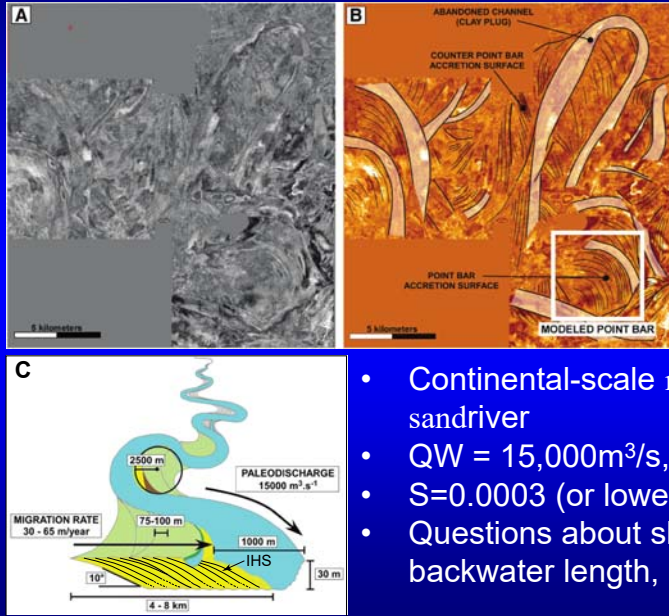 A
B
ABANDONED CHANNEL
(CLAY PLUG)
COUNTER POINT BAR
ACCRETION SURFACE
POINT BAR
ACCRETION SURFACE
5 kilometers
5 kilometers
MODELED POINT BAR
C
2500 m
PALEODISCHARGE
15000 m³.s⁻¹
MIGRATION RATE
30 - 65 m/year
75-100 m
1000 m
IHS
30 m
10°
4 - 8 km
• Continental-scale
sandriver
• QW = 15,000m³/s,
• S=0.0003 (or lowe
• Questions about
backwater length,